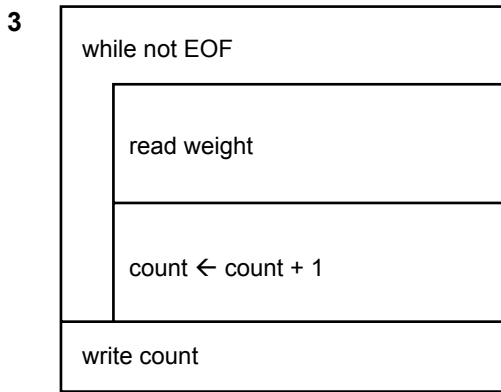 3
while not EOF
read weight
count ← count + 1
write count